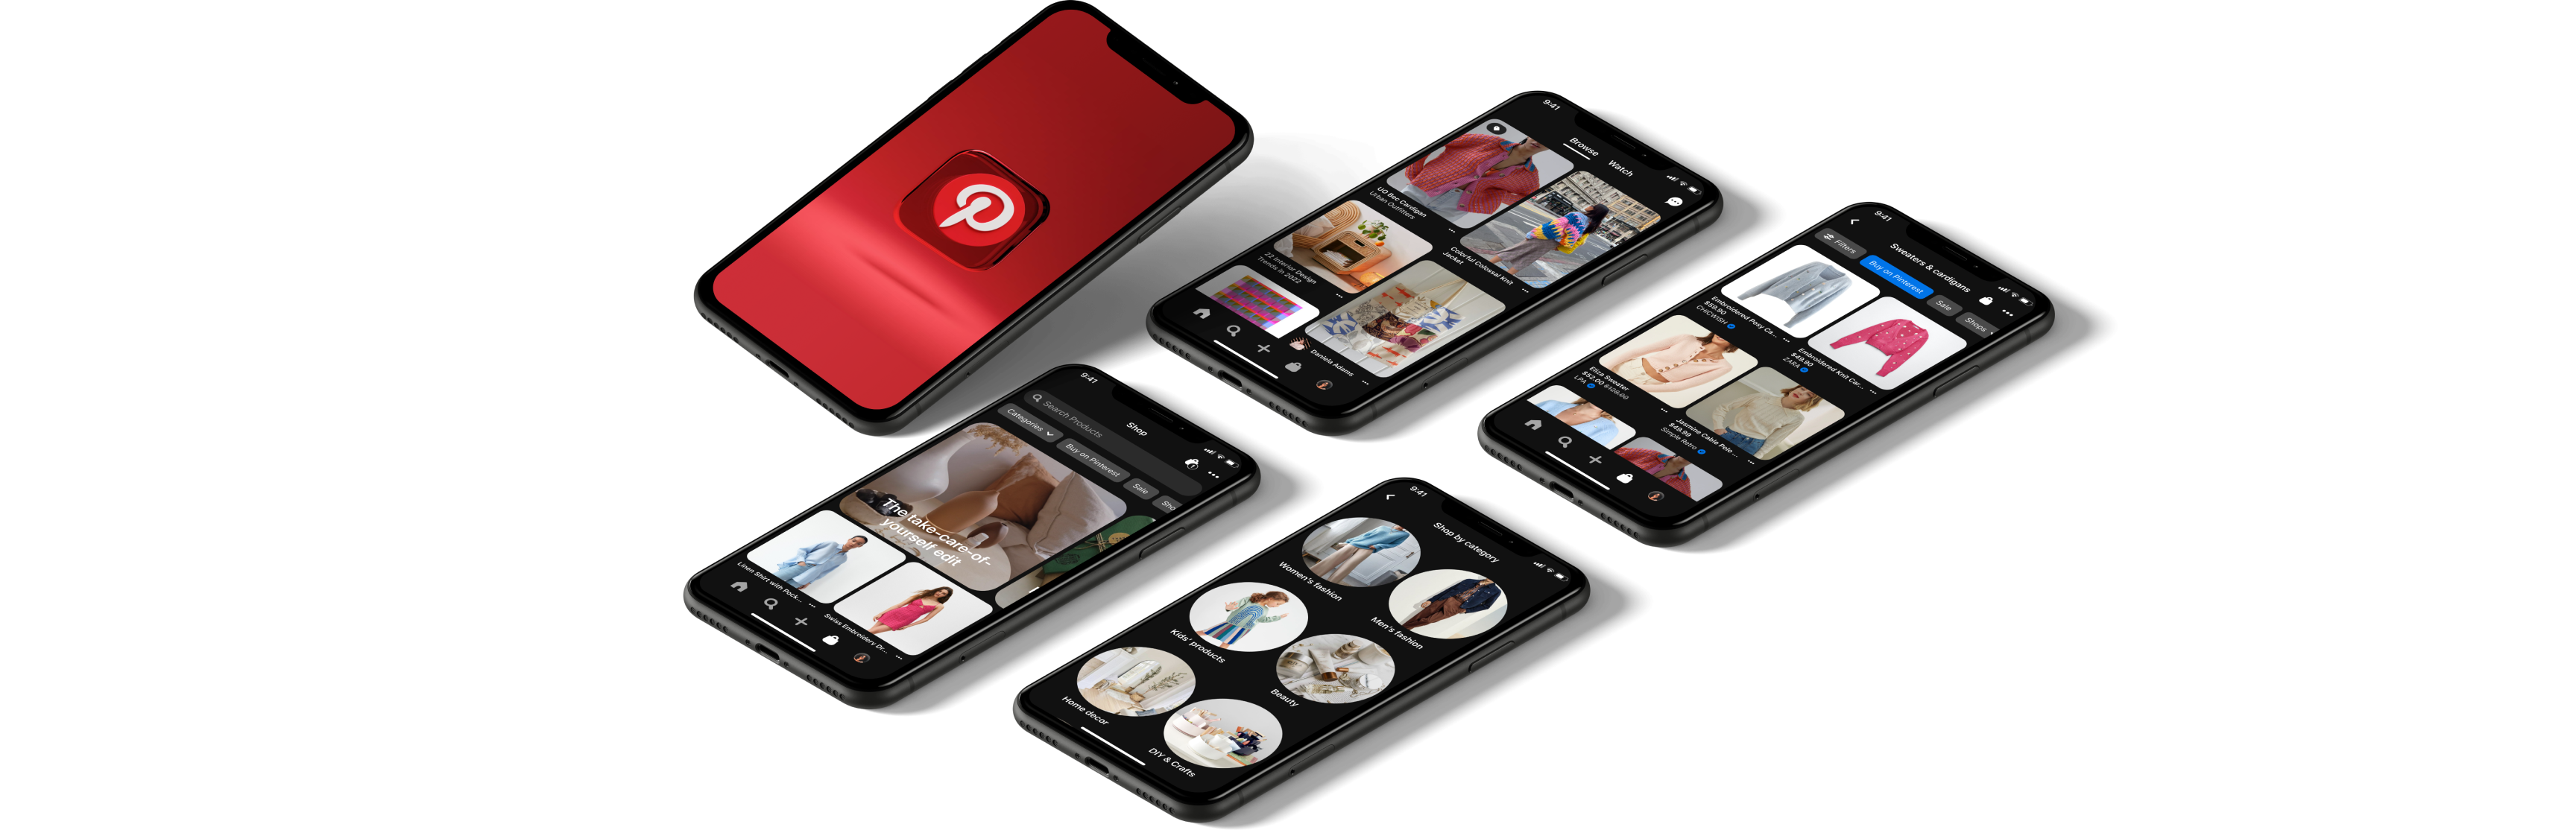 9:41
Browse
Watch
UO Bec Cardigan
Urban Outfitters
Colorful Colossal Knit
Jacket
22 Interior Design
Trends in 2022
Daniela Adams
9:41
Sweaters & cardigans
Filters
Buy on Pinterest
Sale
Shops
Embroidered Posy Ca...
$59.90
CHICWISH
Embroidered Knit Car...
$49.90
ZARA
Eliza Sweater
$52.00 $128.00
LPA
Jasmine Cable Polo ...
$49.99
Simple Retro
9:41
Shop
Search Products
Categories
Buy on Pinterest
Sale
Sho
The take-care-of-
yourself edit
Linen Shirt with Pock...
Swiss Embroidery Dr...
9:41
Shop by category
Women's fashion
Men's fashion
Kids' products
Beauty
Home decor
DIY & Crafts